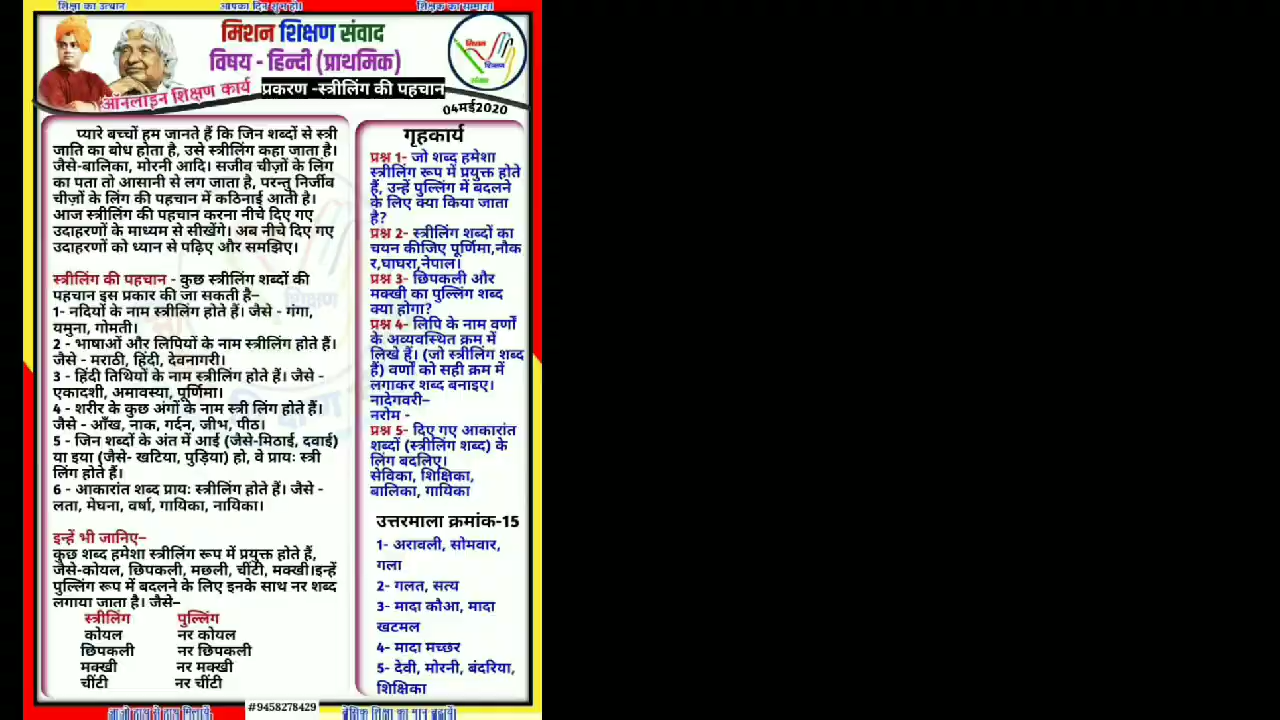 शिक्षा का उत्थान
आपका दिन शुभ हो।
शिक्षक का सम्मान।
मिशन शिक्षण संवाद
विषय - हिन्दी (प्राथमिक)
ऑनलाइन शिक्षण कार्य
प्रकरण -स्त्रीलिंग की पहचान
मिशन
शिक्षण
संवाद
04मई2020
प्यारे बच्चों हम जानते हैं कि जिन शब्दों से स्त्री
जाति का बोध होता है, उसे स्त्रीलिंग कहा जाता है।
जैसे-बालिका, मोरनी आदि। सजीव चीज़ों के लिंग
का पता तो आसानी से लग जाता है, परन्तु निर्जीव
चीज़ों के लिंग की पहचान में कठिनाई आती है।
आज स्त्रीलिंग की पहचान करना नीचे दिए गए
उदाहरणों के माध्यम से सीखेंगे। अब नीचे दिए गए
उदाहरणों को ध्यान से पढ़िए और समझिए।
स्त्रीलिंग की पहचान - कुछ स्त्रीलिंग शब्दों की
पहचान इस प्रकार की जा सकती है–
1- नदियों के नाम स्त्रीलिंग होते हैं। जैसे - गंगा,
यमुना, गोमती।
2 - भाषाओं और लिपियों के नाम स्त्रीलिंग होते हैं।
जैसे - मराठी, हिंदी, देवनागरी।
3 - हिंदी तिथियों के नाम स्त्रीलिंग होते हैं। जैसे -
एकादशी, अमावस्या, पूर्णिमा।
4 - शरीर के कुछ अंगों के नाम स्त्री लिंग होते हैं।
जैसे - आँख, नाक, गर्दन, जीभ, पीठ।
5 - जिन शब्दों के अंत में आई (जैसे-मिठाई, दवाई)
या इया (जैसे- खटिया, पुड़िया) हो, वे प्रायः स्त्री
लिंग होते हैं।
6 - आकारांत शब्द प्रायः स्त्रीलिंग होते हैं। जैसे -
लता, मेघना, वर्षा, गायिका, नायिका।
इन्हें भी जानिए–
कुछ शब्द हमेशा स्त्रीलिंग रूप में प्रयुक्त होते हैं,
जैसे-कोयल, छिपकली, मछली, चींटी, मक्खी।इन्हें
पुल्लिंग रूप में बदलने के लिए इनके साथ नर शब्द
लगाया जाता है। जैसे–
स्त्रीलिंग पुल्लिंग
कोयल नर कोयल
छिपकली नर छिपकली
मक्खी नर मक्खी
चींटी नर चींटी
गृहकार्य
प्रश्न 1- जो शब्द हमेशा
स्त्रीलिंग रूप में प्रयुक्त होते
हैं, उन्हें पुल्लिंग में बदलने
के लिए क्या किया जाता
है?
प्रश्न 2- स्त्रीलिंग शब्दों का
चयन कीजिए पूर्णिमा,नौक
र,घाघरा,नेपाल।
प्रश्न 3- छिपकली और
मक्खी का पुल्लिंग शब्द
क्या होगा?
प्रश्न 4- लिपि के नाम वर्णों
के अव्यवस्थित क्रम में
लिखे हैं। (जो स्त्रीलिंग शब्द
हैं) वर्णों को सही क्रम में
लगाकर शब्द बनाइए।
नादेगवरी–
नरोम -
प्रश्न 5- दिए गए आकारांत
शब्दों (स्त्रीलिंग शब्द) के
लिंग बदलिए।
सेविका, शिक्षिका,
बालिका, गायिका
उत्तरमाला क्रमांक-15
1- अरावली, सोमवार,
गला
2- गलत, सत्य
3- मादा कौआ, मादा
खटमल
4- मादा मच्छर
5- देवी, मोरनी, बंदरिया,
शिक्षिका
#9458278429